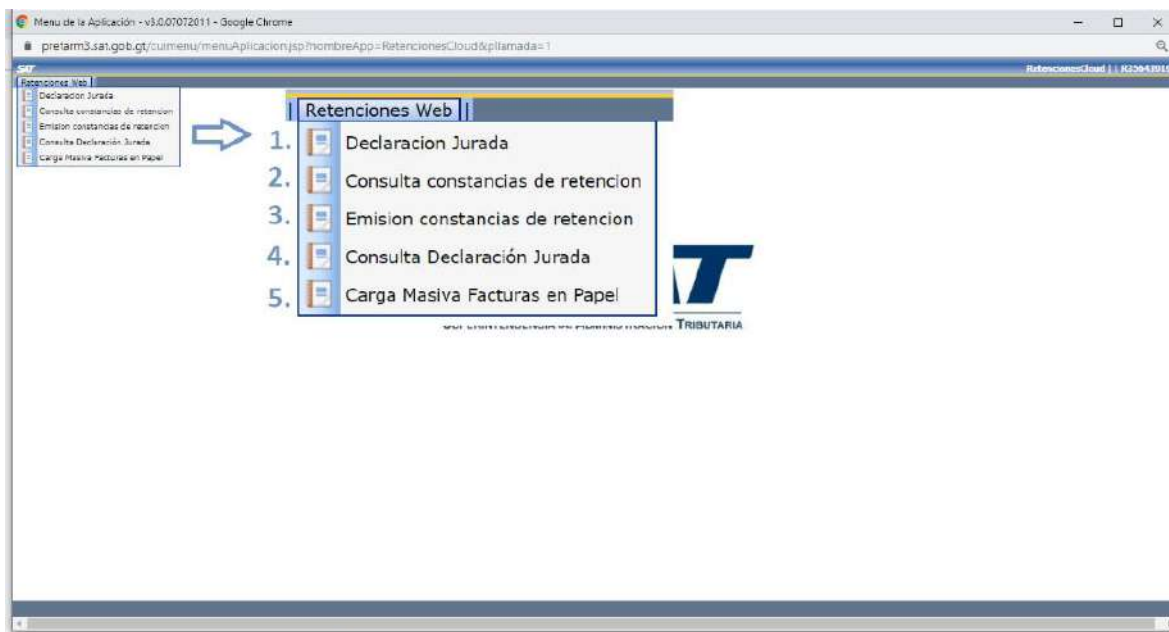 Menu de la Aplicación - v3.0.07072011 - Google Chrome
pretarm3.sat.gob.gt/cuimenu/menuAplicacion.jsp?nombreApp=RetencionesCloud&pllamada=1
SAT
RetencionesCloud | |
Retenciones Web
Declaracion Jurada
Consulta constancias de retencion
Emision constancias de retencion
Consulta Declaración Jurada
Carga Masiva Facturas en Papel
| Retenciones Web ||
1. Declaracion Jurada
2. Consulta constancias de retencion
3. Emision constancias de retencion
4. Consulta Declaración Jurada
5. Carga Masiva Facturas en Papel
TRIBUTARIA